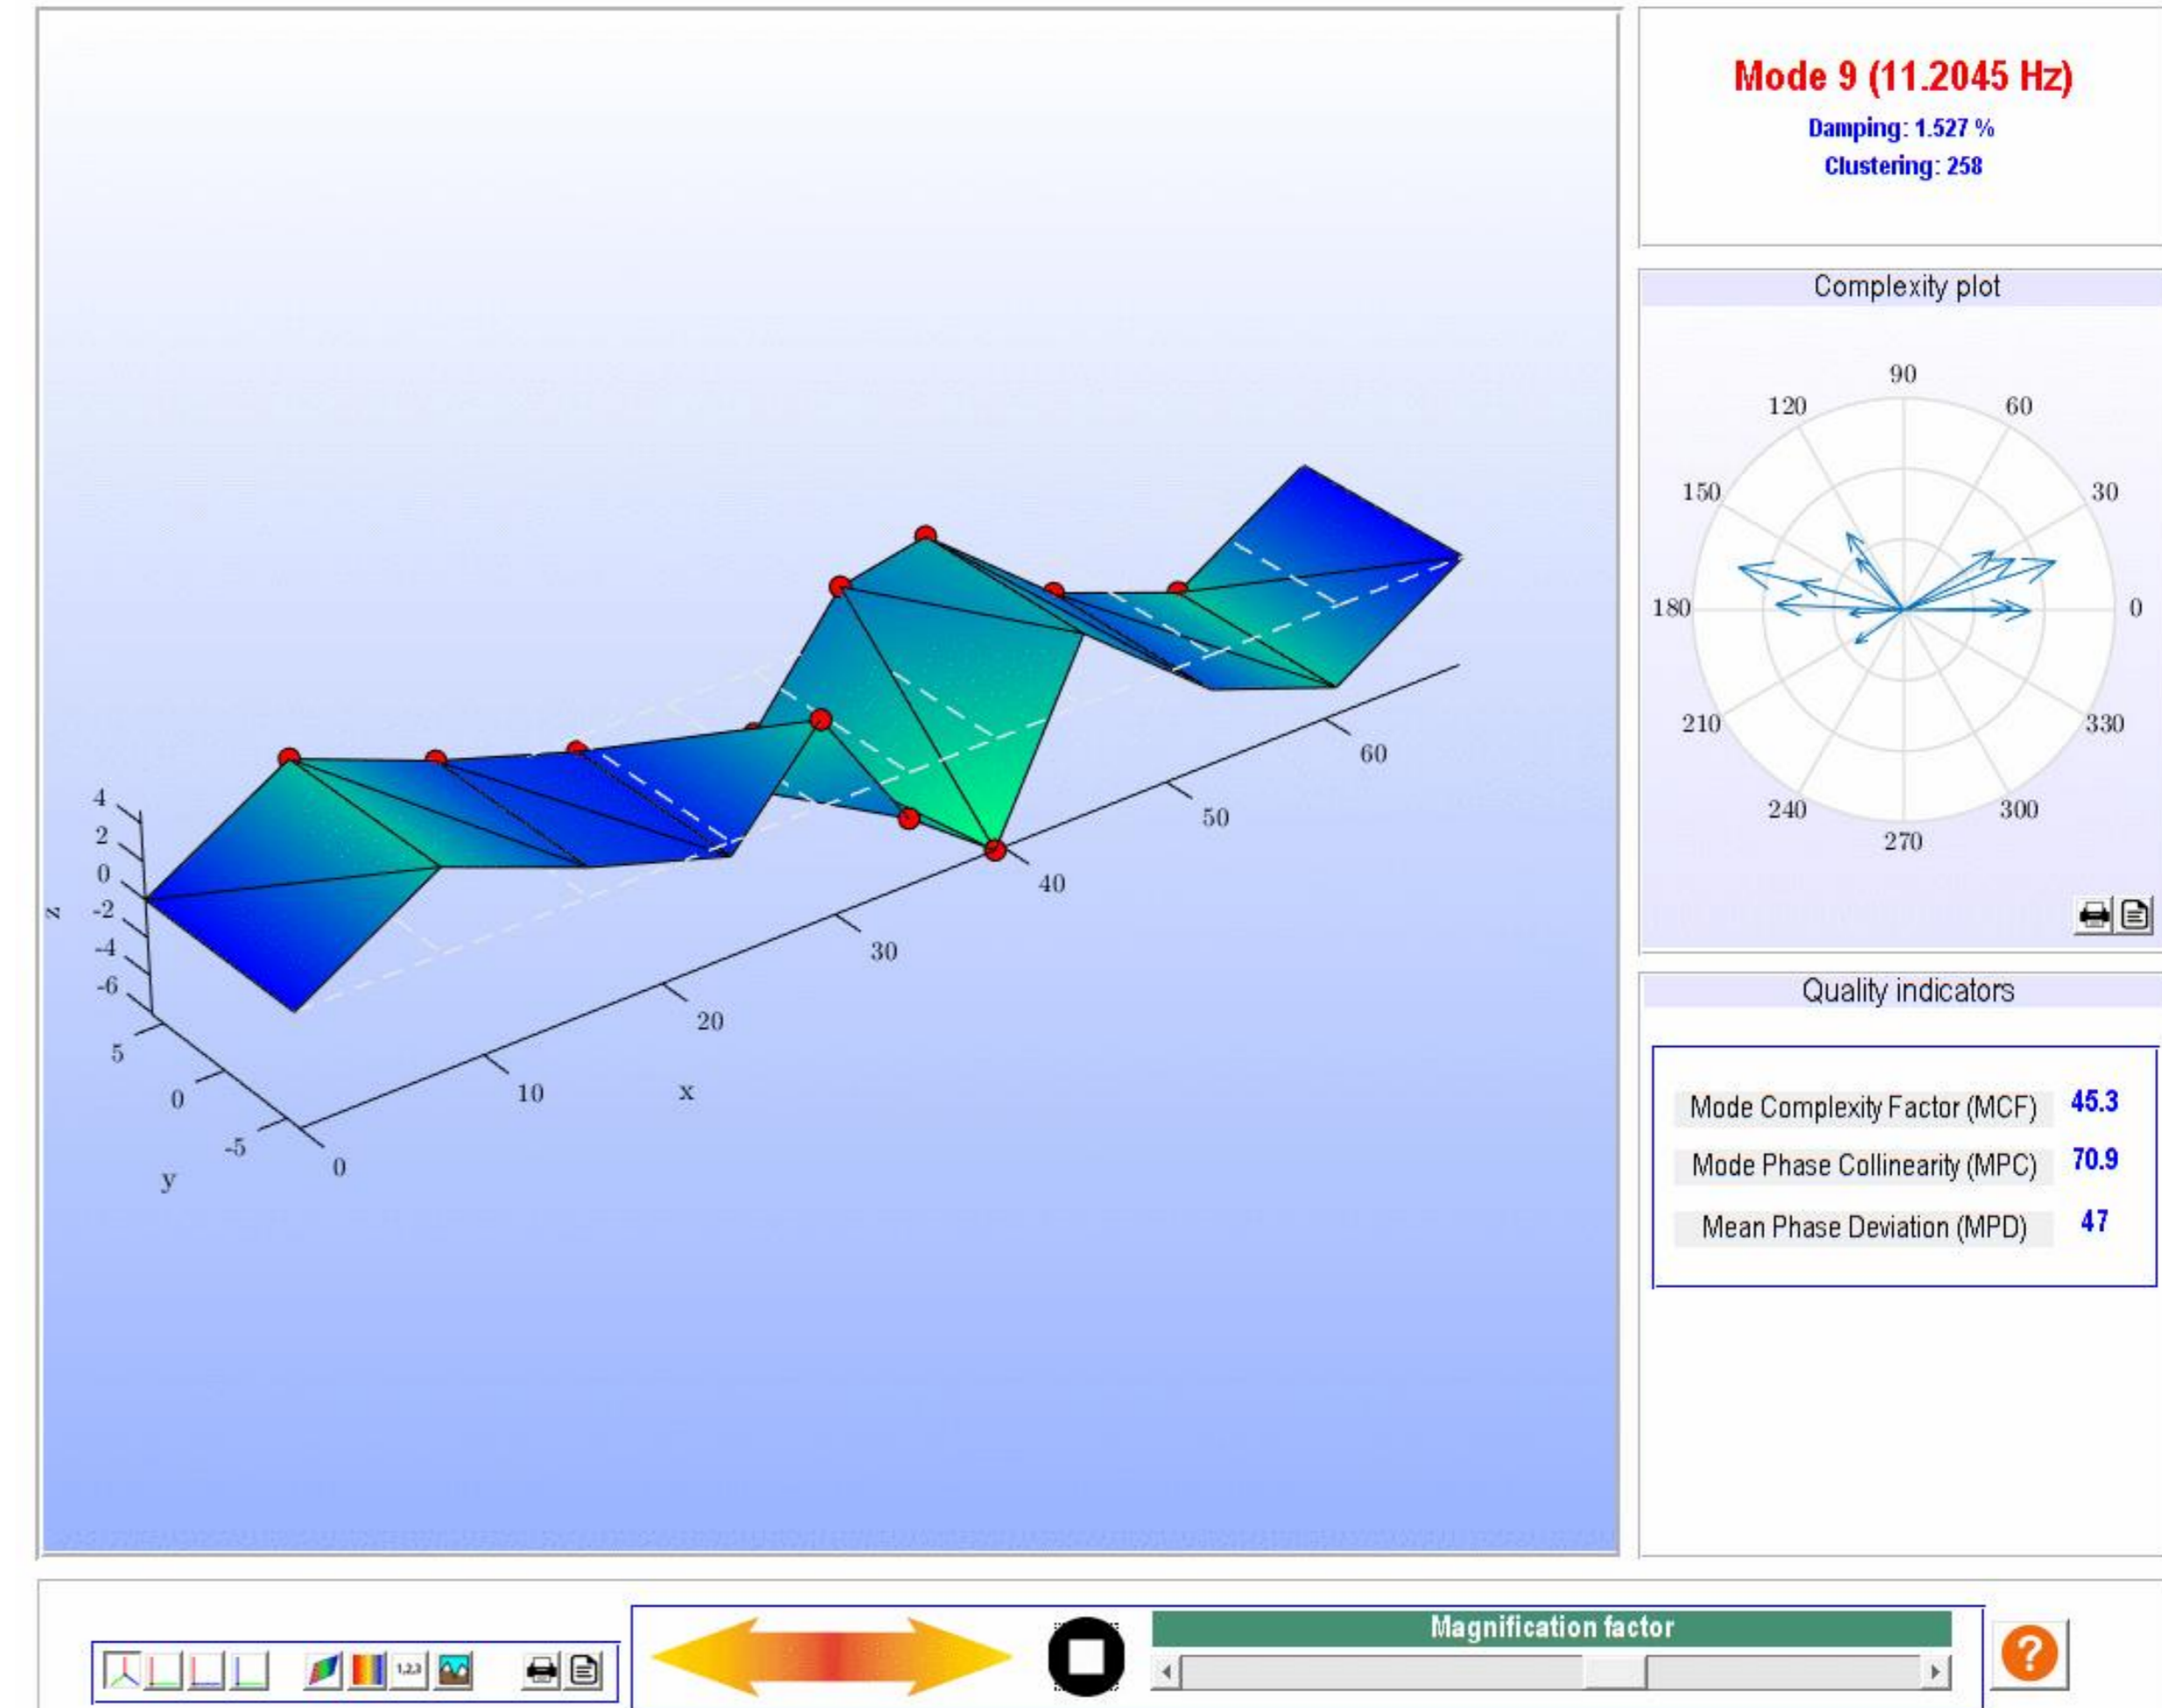 Mode 9 (11.2045 Hz)
Damping: 1.527 %
Clustering: 258
Complexity plot
90
120
60
150
30
180
0
210
330
240
300
270
4
2
0
-2
-4
-6
z
5
0
-5
y
0
10
20
30
40
50
60
x
Quality indicators
Mode Complexity Factor (MCF) 45.3
Mode Phase Collinearity (MPC) 70.9
Mean Phase Deviation (MPD) 47
1,2,3
Magnification factor
?